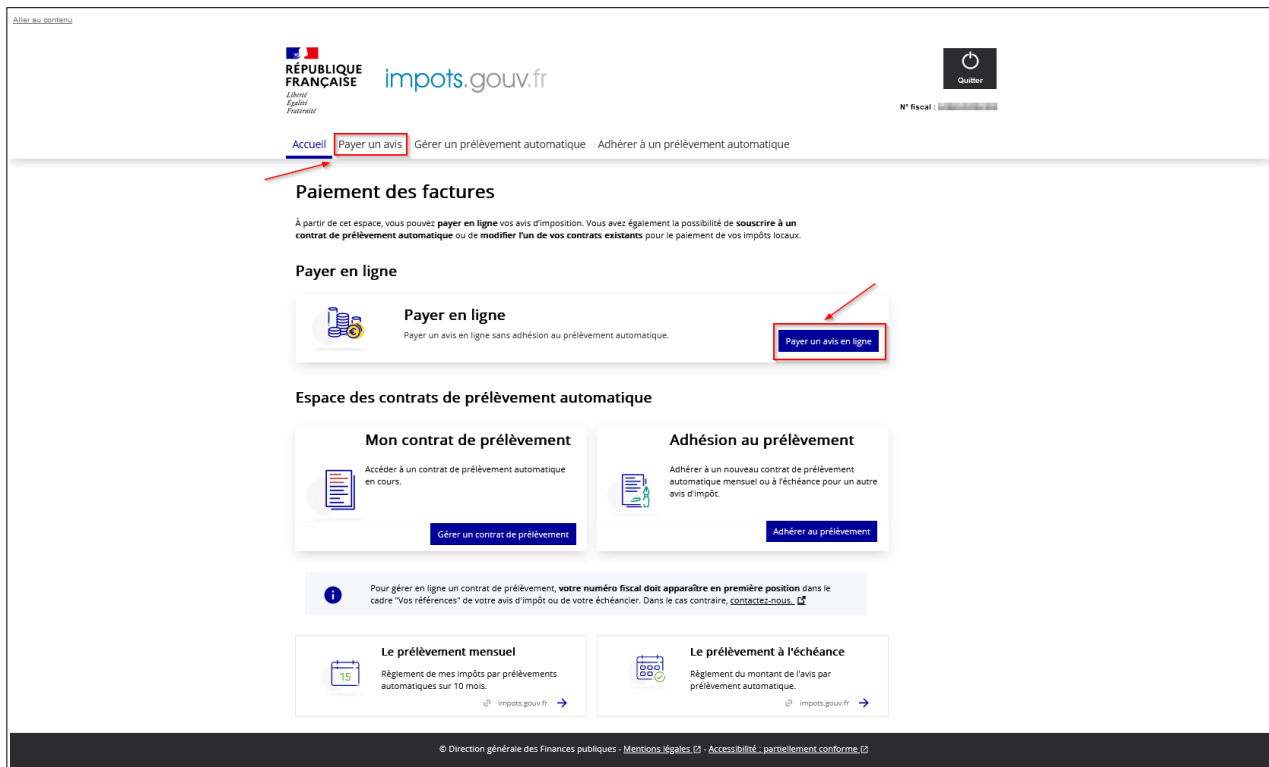 Aller au contenu
RÉPUBLIQUE
FRANÇAISE
Liberté
Égalité
Fraternité
impots.gouv.fr
Quitter
N° fiscal :
Accueil Payer un avis Gérer un prélèvement automatique Adhérer à un prélèvement automatique
Paiement des factures
À partir de cet espace, vous pouvez payer en ligne vos avis d'imposition. Vous avez également la possibilité de souscrire à un
contrat de prélèvement automatique ou de modifier l'un de vos contrats existants pour le paiement de vos impôts locaux.
Payer en ligne
Payer en ligne
Payer un avis en ligne sans adhésion au prélèvement automatique.
Payer un avis en ligne
Espace des contrats de prélèvement automatique
Mon contrat de prélèvement
Accéder à un contrat de prélèvement automatique
en cours.
Gérer un contrat de prélèvement
Adhésion au prélèvement
Adhérer à un nouveau contrat de prélèvement
automatique mensuel ou à l'échéance pour un autre
avis d'impôt.
Adhérer au prélèvement
Pour gérer en ligne un contrat de prélèvement, votre numéro fiscal doit apparaître en première position dans le
cadre "Vos références" de votre avis d'impôt ou de votre échéancier. Dans le cas contraire, contactez-nous.
Le prélèvement mensuel
15
Règlement de mes impôts par prélèvements
automatiques sur 10 mois.
impots.gouv.fr
Le prélèvement à l'échéance
Règlement du montant de l'avis par
prélèvement automatique.
impots.gouv.fr
© Direction générale des Finances publiques - Mentions légales - Accessibilité : partiellement conforme